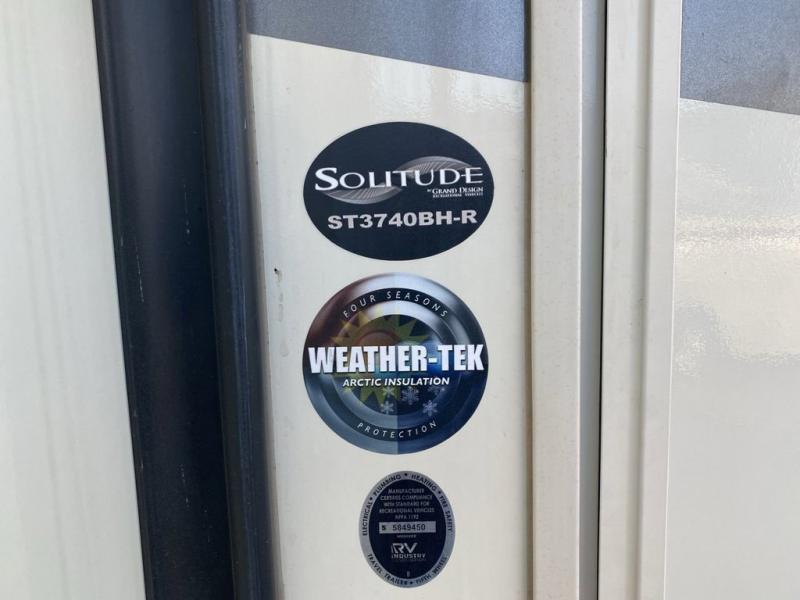 SOLITUDE
BY GRAND DESIGN
RECREATIONAL VEHICLES
ST3740BH-R
FOUR SEASONS
WEATHER-TEK
ARCTIC INSULATION
PROTECTION
ELECTRICAL • PLUMBING • HEATING • FIRE SAFETY
MANUFACTURER
CERTIFIES COMPLIANCE
WITH STANDARD FOR
RECREATIONAL VEHICLES
NFPA 1192
S 5849450
MEMBER
RV
INDUSTRY
TRAVEL TRAILER • FIFTH WHEEL